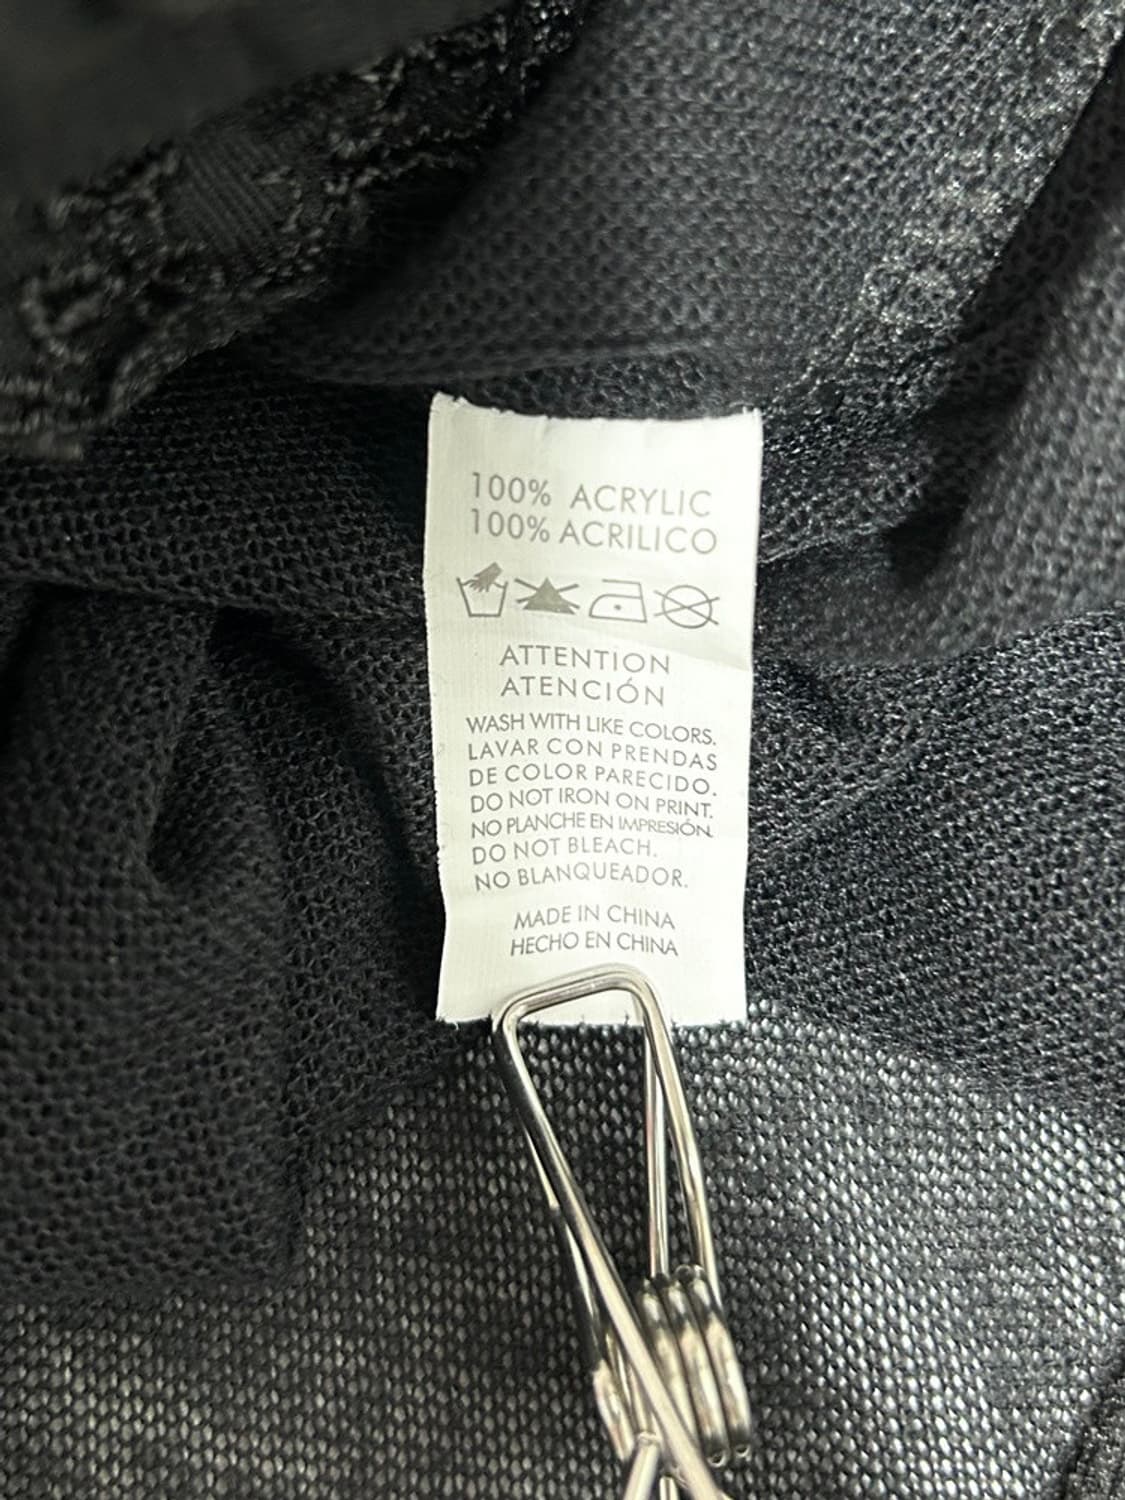 100% ACRYLIC
100% ACRILICO
ATTENTION
ATENCIÓN
WASH WITH LIKE COLORS.
LAVAR CON PRENDAS
DE COLOR PARECIDO.
DO NOT IRON ON PRINT.
NO PLANCHE EN IMPRESIÓN.
DO NOT BLEACH.
NO BLANQUEADOR.
MADE IN CHINA
HECHO EN CHINA